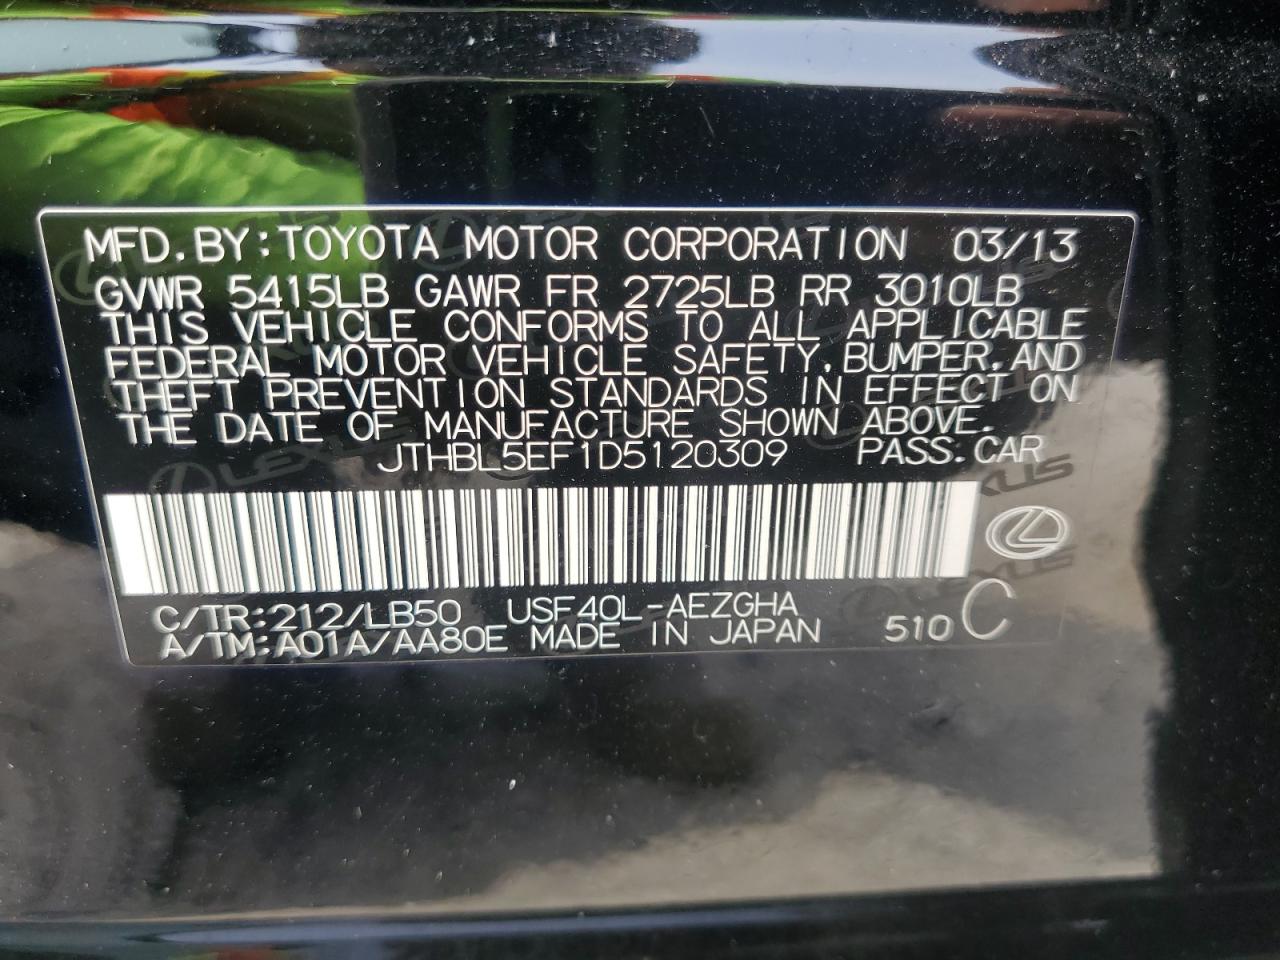 MFD.BY:TOYOTA MOTOR CORPORATION 03/13
GVWR 5415LB GAWR FR 2725LB RR 3010LB
THIS VEHICLE CONFORMS TO ALL APPLICABLE
FEDERAL MOTOR VEHICLE SAFETY,BUMPER,AND
THEFT PREVENTION STANDARDS IN EFFECT ON
THE DATE OF MANUFACTURE SHOWN ABOVE.
JTHBL5EF1D5120309 PASS.CAR
C/TR:212/LB50 USF40L-AEZGHA
A/TM:A01A/AA80E MADE IN JAPAN 510 C